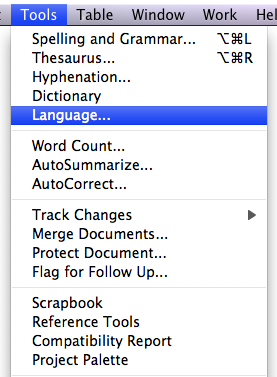 Tools Table Window Work Hel
Spelling and Grammar... ⌥⌘L
Thesaurus... ⌥⌘R
Hyphenation...
Dictionary
Language...
Word Count...
AutoSummarize...
AutoCorrect...
Track Changes ▶
Merge Documents...
Protect Document...
Flag for Follow Up...
Scrapbook
Reference Tools
Compatibility Report
Project Palette